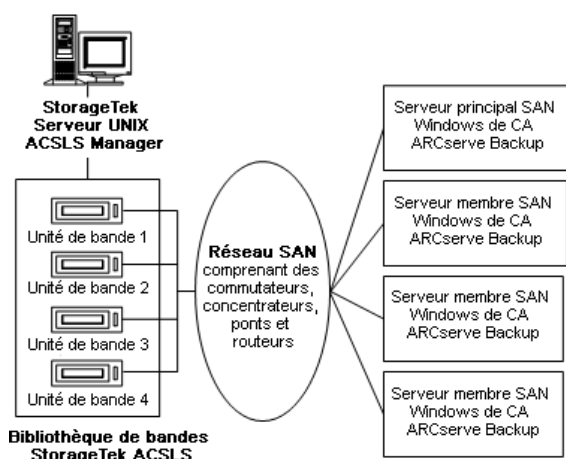 StorageTek
Serveur UNIX
ACSLS Manager
Unité de bande 1
Unité de bande 2
Unité de bande 3
Unité de bande 4
Bibliothèque de bandes
StorageTek ACSLS
Réseau SAN
comprenant des
commutateurs,
concentrateurs,
ponts et
routeurs
Serveur principal SAN
Windows de CA
ARCserve Backup
Serveur membre SAN
Windows de CA
ARCserve Backup
Serveur membre SAN
Windows de CA
ARCserve Backup
Serveur membre SAN
Windows de CA
ARCserve Backup